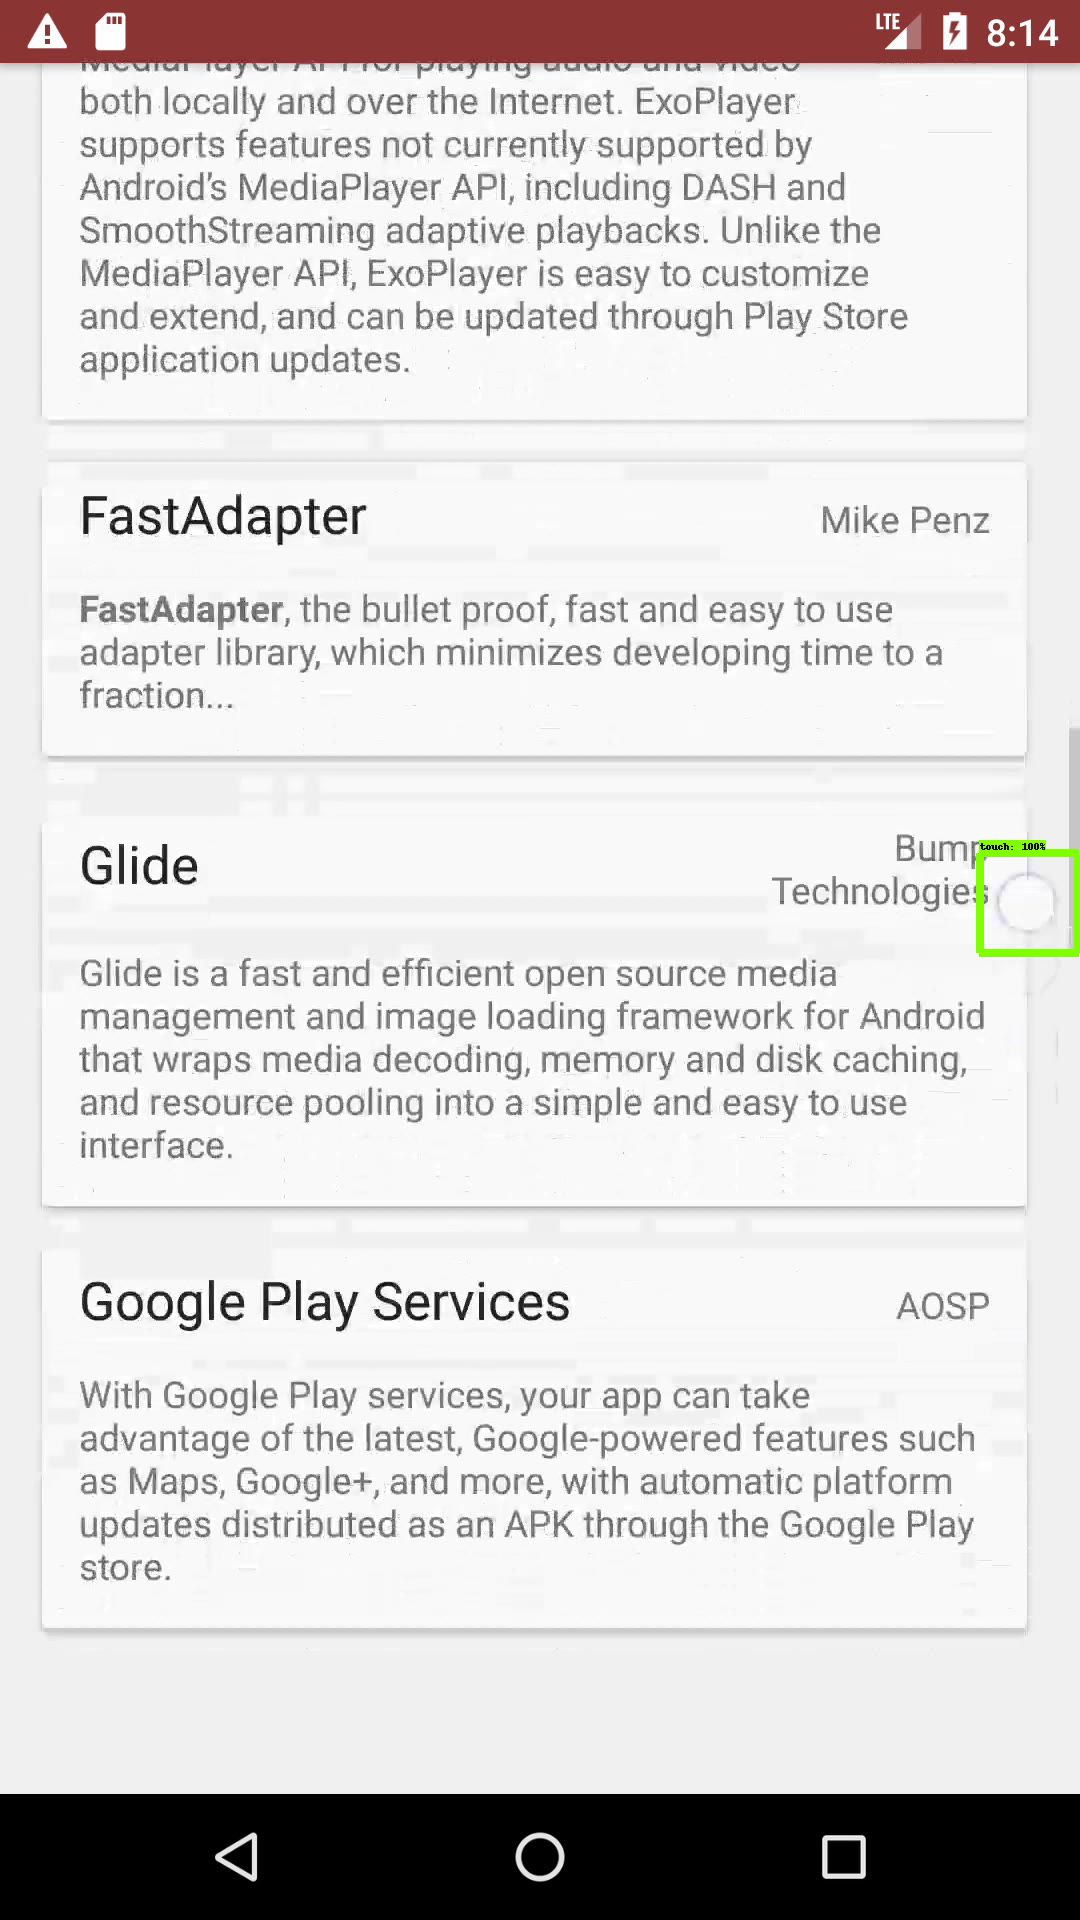 LTE 8:14
MediaPlayer API for playing audio and video
both locally and over the Internet. ExoPlayer
supports features not currently supported by
Android's MediaPlayer API, including DASH and
SmoothStreaming adaptive playbacks. Unlike the
MediaPlayer API, ExoPlayer is easy to customize
and extend, and can be updated through Play Store
application updates.
FastAdapter
Mike Penz
FastAdapter, the bullet proof, fast and easy to use
adapter library, which minimizes developing time to a
fraction...
Glide
Bump
Technologies
touch: 100%
Glide is a fast and efficient open source media
management and image loading framework for Android
that wraps media decoding, memory and disk caching,
and resource pooling into a simple and easy to use
interface.
Google Play Services
AOSP
With Google Play services, your app can take
advantage of the latest, Google-powered features such
as Maps, Google+, and more, with automatic platform
updates distributed as an APK through the Google Play
store.